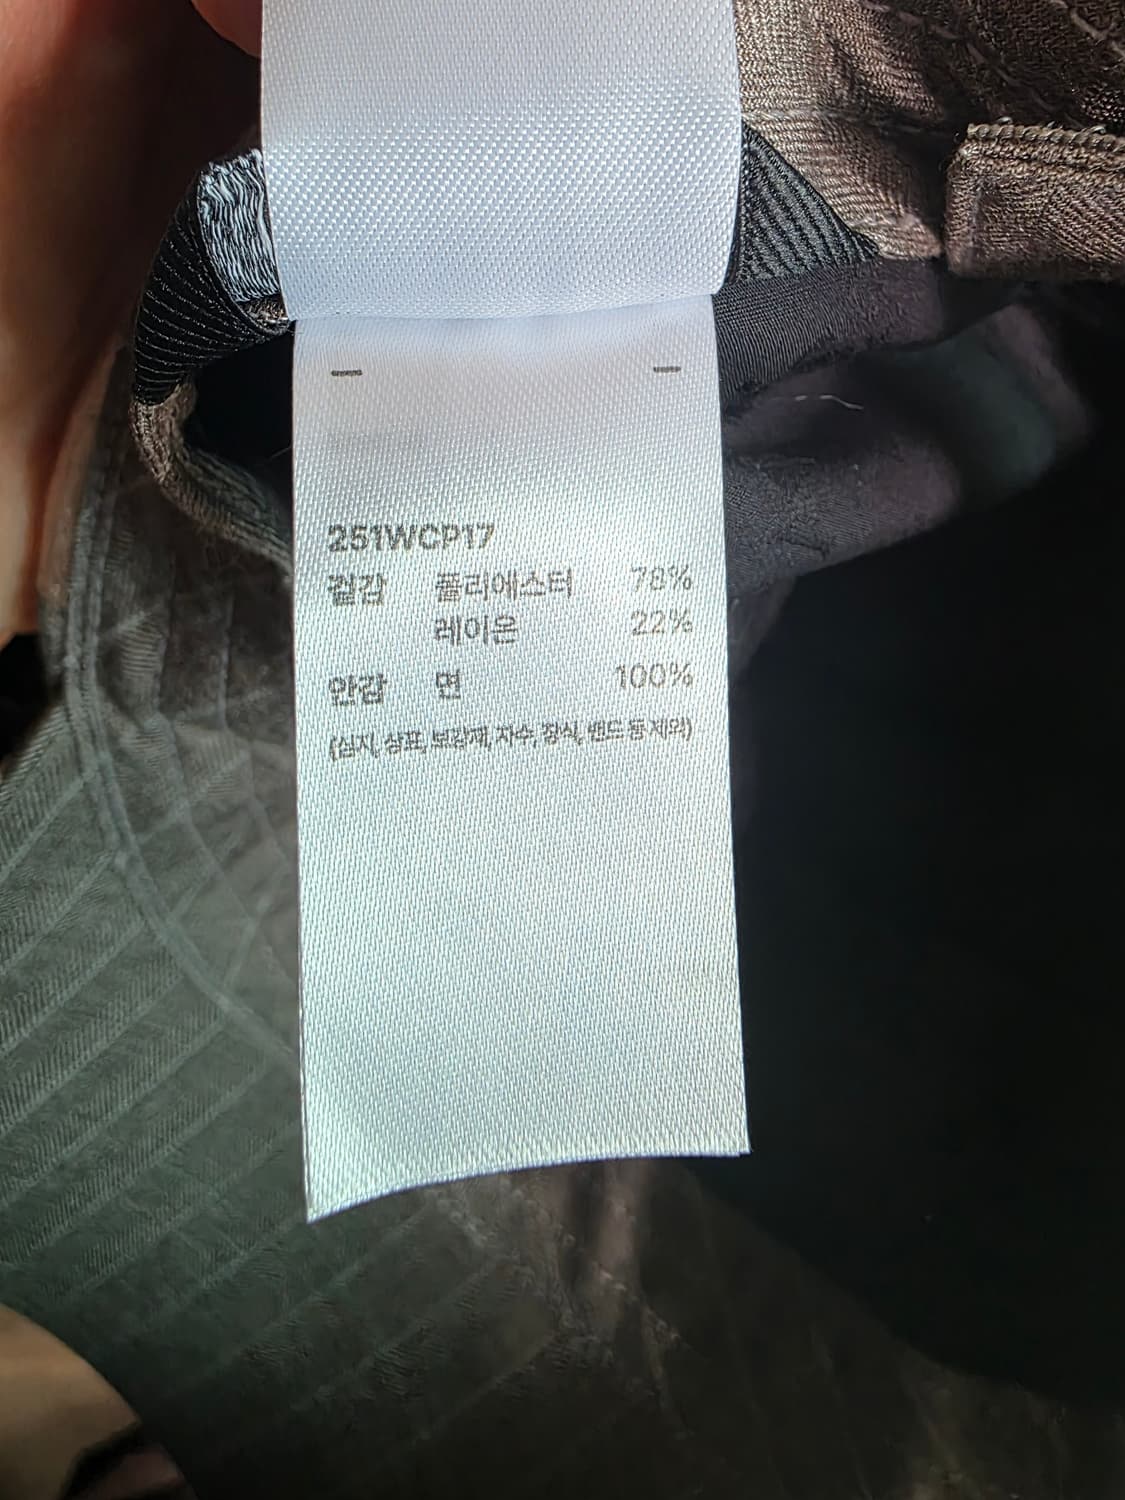 251WCP17
겉감 폴리에스터 78%
레이온 22%
안감 면 100%
(심지, 상표, 보강재, 자수, 장식, 밴드 등 제외)